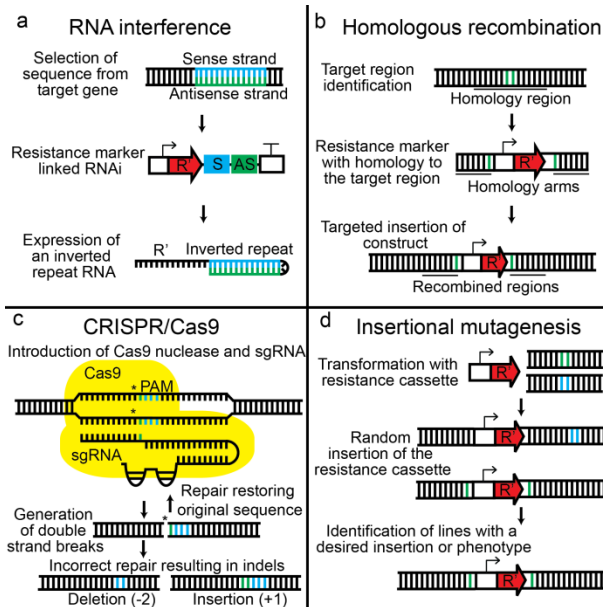 a
RNA interference
Selection of
sequence from
target gene
Sense strand
Antisense strand
Resistance marker
linked RNAi
R'
S
AS
Expression of
an inverted
repeat RNA
R'
Inverted repeat
b
Homologous recombination
Target region
identification
Homology region
Resistance marker
with homology to
the target region
R'
Homology arms
Targeted insertion of
construct
R'
Recombined regions
c
CRISPR/Cas9
Introduction of Cas9 nuclease and sgRNA
Cas9
* PAM
*
sgRNA
Repair restoring
original sequence
Generation
of double
strand breaks
*
Incorrect repair resulting in indels
Deletion (-2)
Insertion (+1)
d
Insertional mutagenesis
Transformation with
resistance cassette
R'
Random
insertion of the
resistance cassette
R'
R'
Identification of lines with a
desired insertion or phenotype
R'